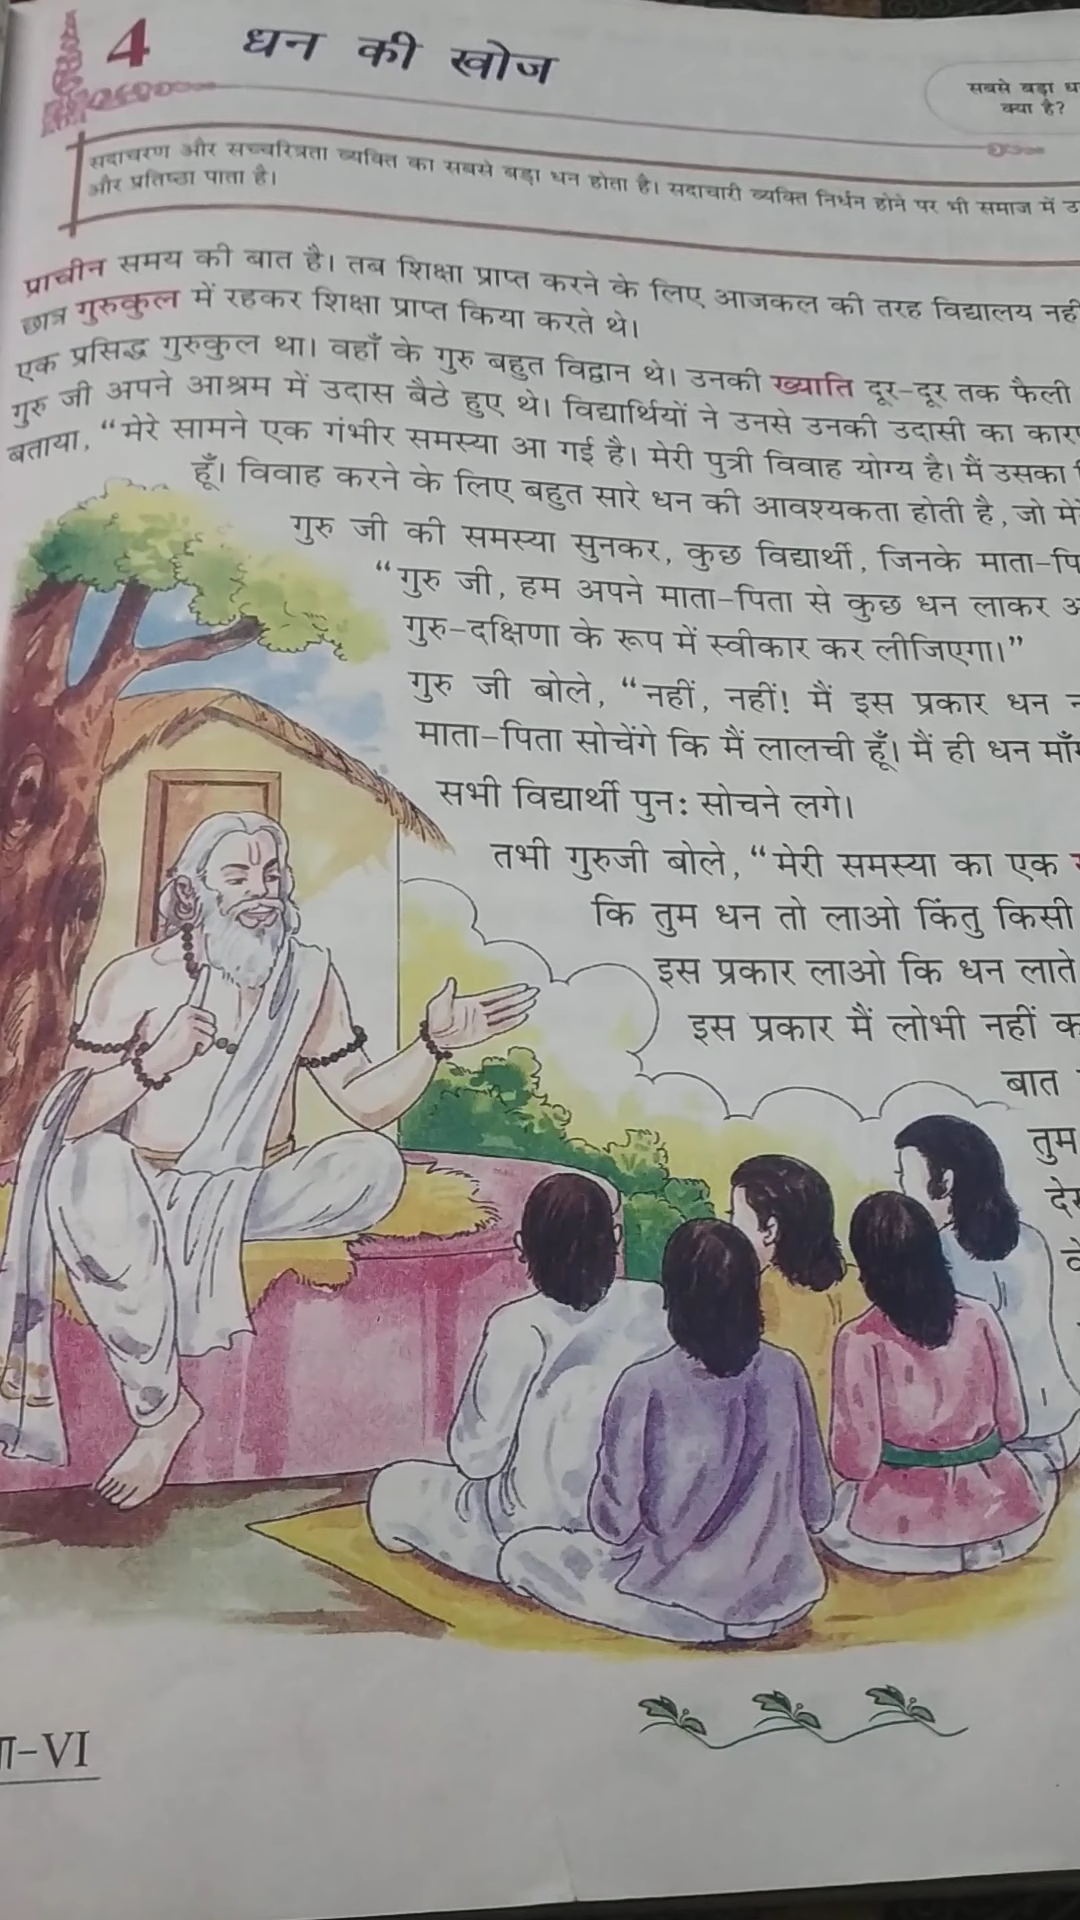 4 धन की खोज
सबसे बड़ा
क्या है?
सदाचरण और सच्चरित्रता व्यक्ति का सबसे बड़ा धन होता है। सदाचारी व्यक्ति निर्धन होने पर भी समाज में
और प्रतिष्ठा पाता है।
प्राचीन समय की बात है। तब शिक्षा प्राप्त करने के लिए आजकल की तरह विद्यालय
छात्र गुरुकुल में रहकर शिक्षा प्राप्त किया करते थे।
एक प्रसिद्ध गुरुकुल था। वहाँ के गुरु बहुत विद्वान थे। उनकी ख्याति दूर-दूर तक फैली
गुरु जी अपने आश्रम में उदास बैठे हुए थे। विद्यार्थियों ने उनसे उनकी उदासी का
बताया, “मेरे सामने एक गंभीर समस्या आ गई है। मेरी पुत्री विवाह योग्य है। मैं उसका
हूँ। विवाह करने के लिए बहुत सारे धन की आवश्यकता होती है, जो
गुरु जी की समस्या सुनकर, कुछ विद्यार्थी, जिनके
“गुरु जी, हम अपने माता-पिता से कुछ धन लाकर
गुरु-दक्षिणा के रूप में स्वीकार कर लीजिएगा।”
गुरु जी बोले, “नहीं, नहीं! मैं इस प्रकार धन
माता-पिता सोचेंगे कि मैं लालची हूँ। मैं ही धन
सभी विद्यार्थी पुनः सोचने लगे।
तभी गुरुजी बोले, “मेरी समस्या का एक
कि तुम धन तो लाओ किंतु किसी
इस प्रकार लाओ कि धन लाते
इस प्रकार मैं लोभी नहीं
बात
तुम
-VI